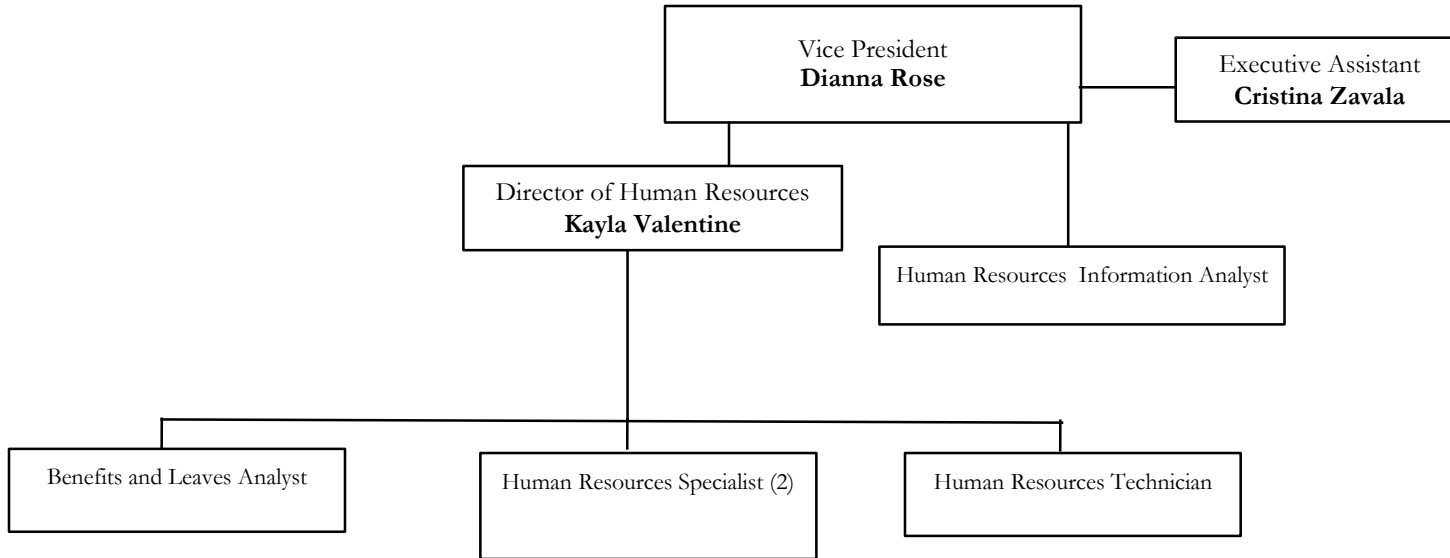 Vice President
Dianna Rose
Executive Assistant
Cristina Zavala
Director of Human Resources
Kayla Valentine
Human Resources  Information Analyst
Benefits and Leaves Analyst
Human Resources Specialist (2)
Human Resources Technician